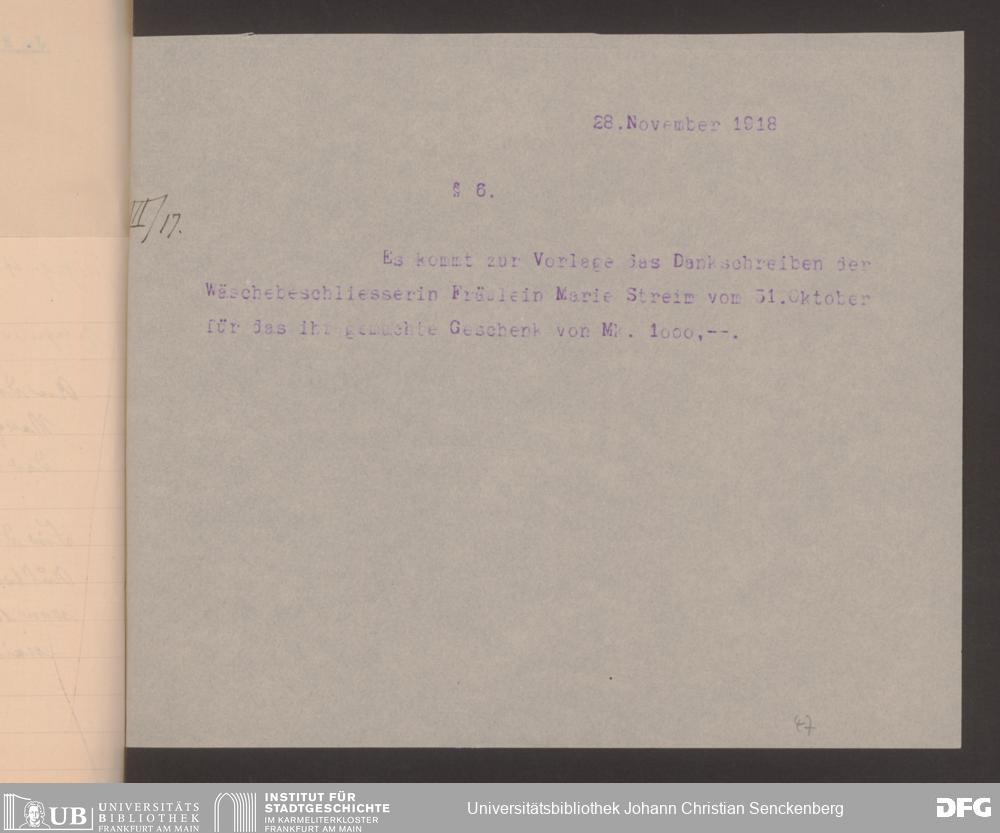 28.November 1918
§ 6.
VI/17.
Es kommt zur Vorlage das Dankschreiben der
Wäschebeschliesserin Fräulein Marie Streim vom 31.Oktober
für das ihr gemachte Geschenk von Mk. 1ooo,--.
47
UB UNIVERSITÄTS
BIBLIOTHEK
FRANKFURT AM MAIN
INSTITUT FÜR
STADTGESCHICHTE
IM KARMELITERKLOSTER
FRANKFURT AM MAIN
Universitätsbibliothek Johann Christian Senckenberg
DFG